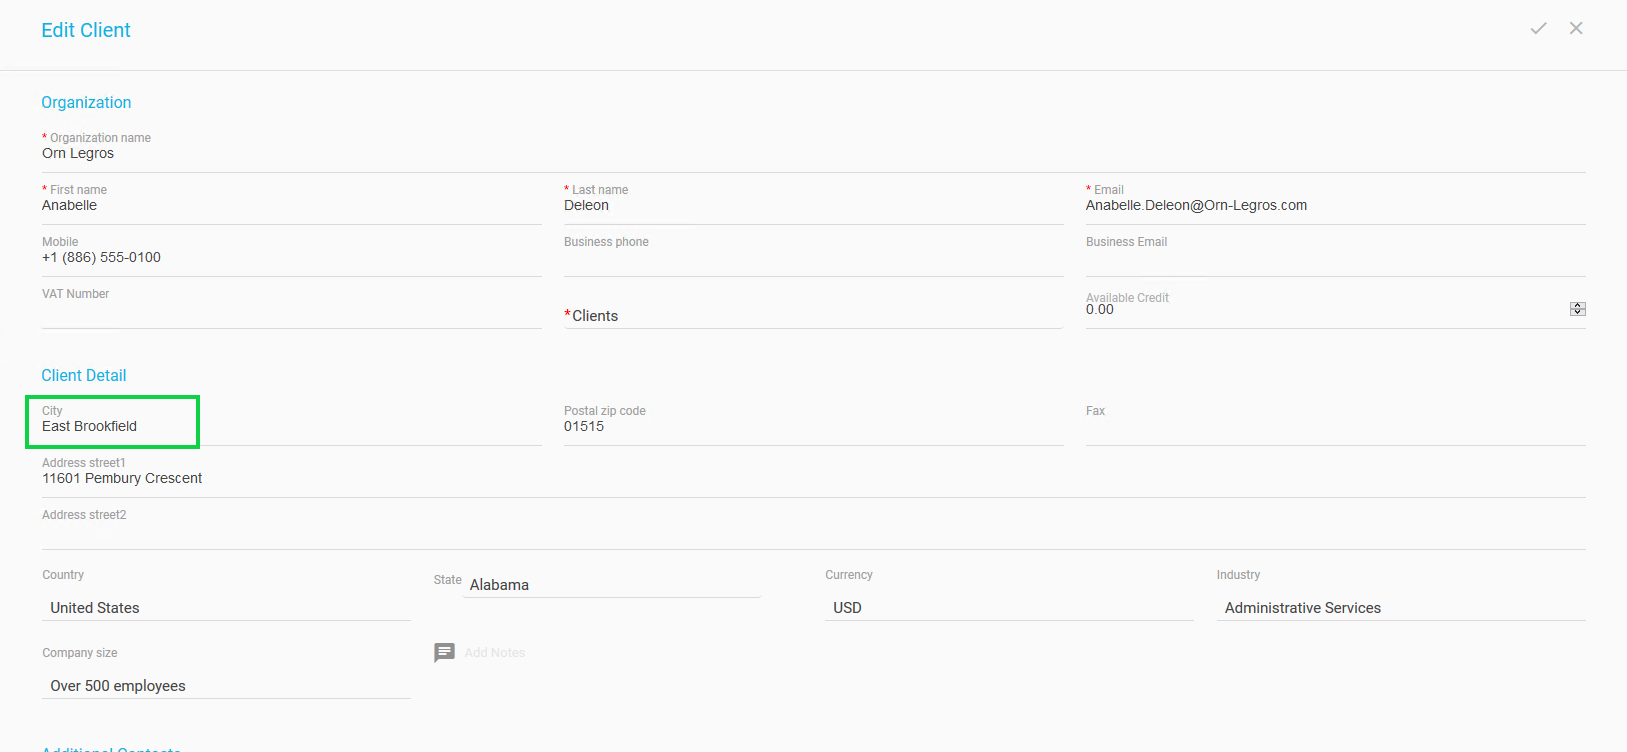 Edit Client
Organization
* Organization name
Orn Legros
* First name
Anabelle
* Last name
Deleon
* Email
Anabelle.Deleon@Orn-Legros.com
Mobile
+1 (886) 555-0100
Business phone
Business Email
VAT Number
*Clients
Available Credit
0.00
Client Detail
City
East Brookfield
Postal zip code
01515
Fax
Address street1
11601 Pembury Crescent
Address street2
Country
United States
State Alabama
Currency
USD
Industry
Administrative Services
Company size
Over 500 employees
Add Notes
Additional Contacts